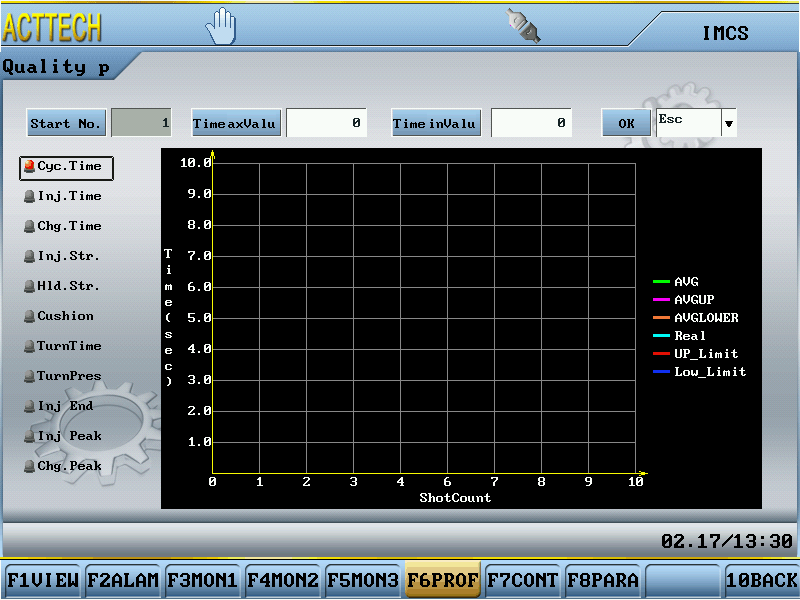 ACTTECH
IMCS
Quality p
Start No. 1 TimeaxValu 0 TimeinValu 0 OK Esc
Cyc.Time
Inj.Time
Chg.Time
Inj.Str.
Hld.Str.
Cushion
TurnTime
TurnPres
Inj End
Inj Peak
Chg.Peak
Time(sec)
10.0
9.0
8.0
7.0
6.0
5.0
4.0
3.0
2.0
1.0
0 1 2 3 4 5 6 7 8 9 10
ShotCount
AVG
AVGUP
AVGLOWER
Real
UP_Limit
Low_Limit
02.17/13:30
F1VIEW F2ALAM F3MON1 F4MON2 F5MON3 F6PROF F7CONT F8PARA 10BACK